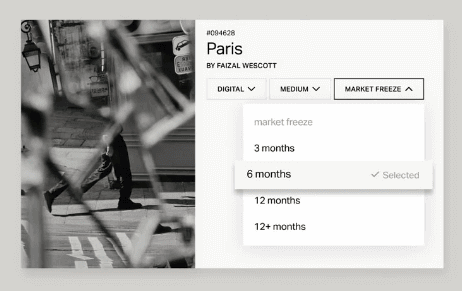 #094628
Paris
BY FAIZAL WESCOTT
DIGITAL
MEDIUM
MARKET FREEZE
market freeze
3 months
6 months
Selected
12 months
12+ months